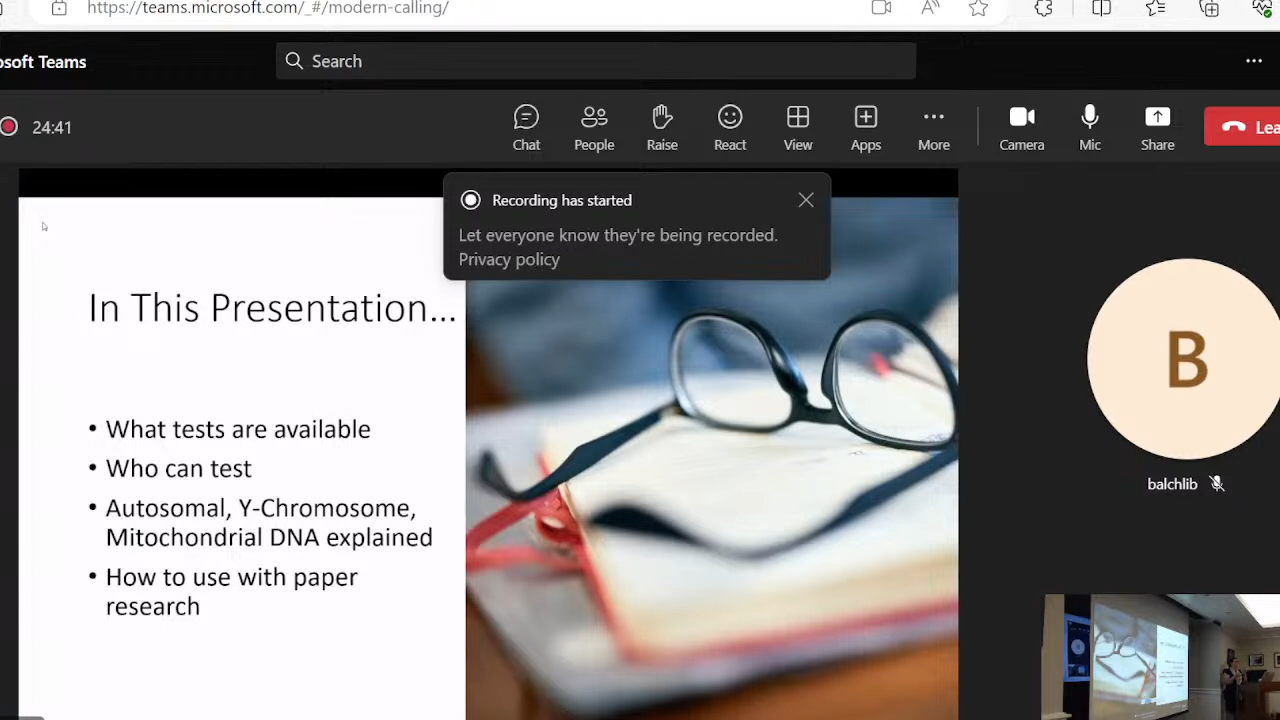 https://teams.microsoft.com/_#/modern-calling/
osoft Teams
Search
24:41
Chat
People
Raise
React
View
Apps
More
Camera
Mic
Share
Lea
Recording has started
Let everyone know they're being recorded.
Privacy policy
In This Presentation...
• What tests are available
• Who can test
• Autosomal, Y-Chromosome,
Mitochondrial DNA explained
• How to use with paper
research
B
balchlib